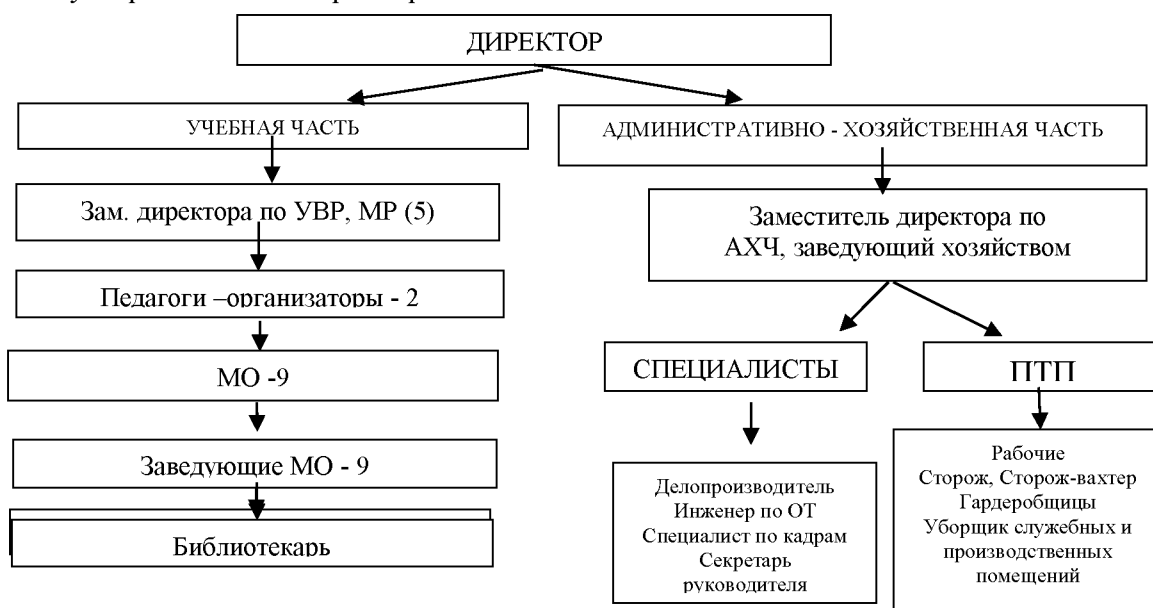 ДИРЕКТОР
УЧЕБНАЯ ЧАСТЬ
АДМИНИСТРАТИВНО - ХОЗЯЙСТВЕННАЯ ЧАСТЬ
Зам. директора по УВР, МР (5)
Заместитель директора по
АХЧ, заведующий хозяйством
Педагоги –организаторы - 2
МО -9
СПЕЦИАЛИСТЫ
ПТП
Заведующие МО - 9
Библиотекарь
Делопроизводитель
Инженер по ОТ
Специалист по кадрам
Секретарь
руководителя
Рабочие
Сторож, Сторож-вахтер
Гардеробщицы
Уборщик служебных и
производственных
помещений